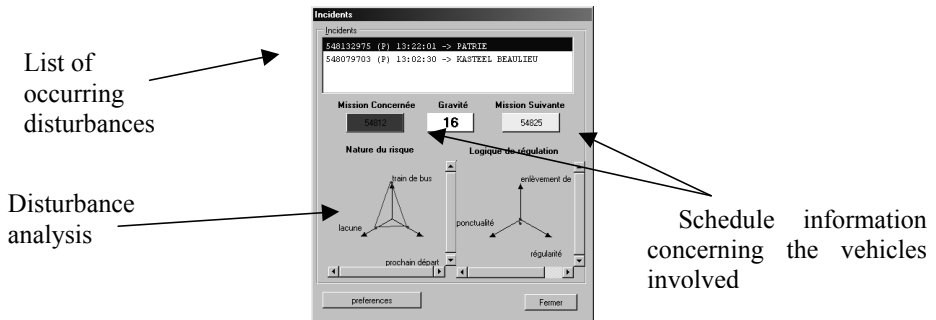 Incidents
Incidents
548132975 (P) 13:22:01 -> PATRIE
548079703 (P) 13:02:30 -> KASTEEL BEAULIEU
List of
occurring
disturbances
Mission Concernée Gravité Mission Suivante
54812 16 54825
Nature du risque Logique de régulation
train de bus enlèvement de
Disturbance
analysis
lacune ponctualité
prochain départ régularité
Schedule information
concerning the vehicles
involved
preferences Fermer